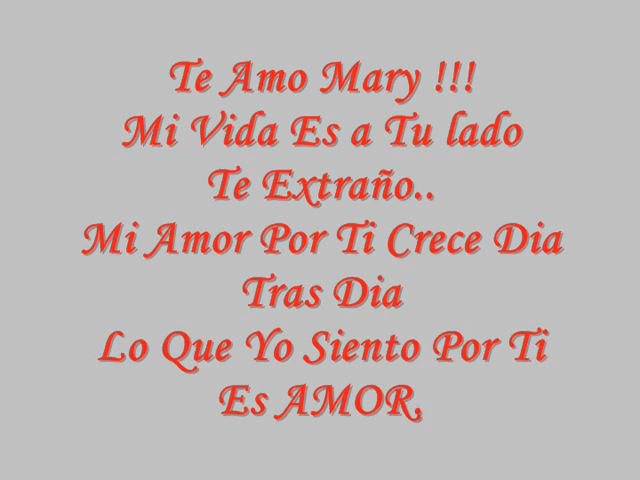 Te Amo Mary !!!
Mi Vida Es a Tu lado
Te Extraño..
Mi Amor Por Ti Crece Dia
Tras Dia
Lo Que Yo Siento Por Ti
Es AMOR,